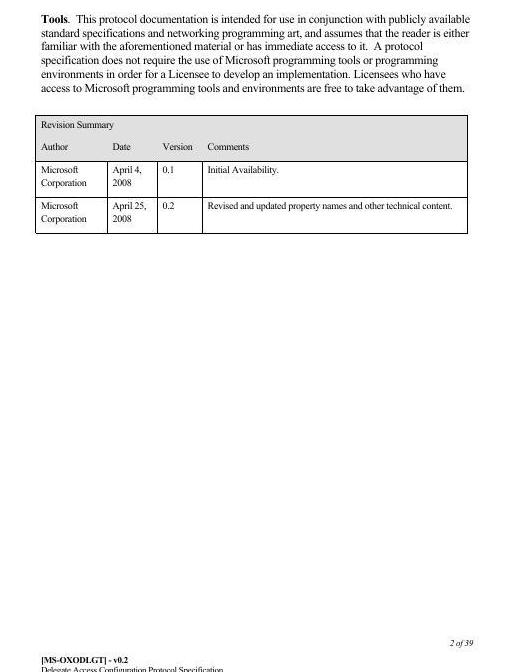 Tools.  This protocol documentation is intended for use in conjunction with publicly available
standard specifications and networking programming art, and assumes that the reader is either
familiar with the aforementioned material or has immediate access to it.  A protocol
specification does not require the use of Microsoft programming tools or programming
environments in order for a Licensee to develop an implementation. Licensees who have
access to Microsoft programming tools and environments are free to take advantage of them.
Revision Summary
Author Date Version Comments
Microsoft Corporation April 4, 2008 0.1 Initial Availability.
Microsoft Corporation April 25, 2008 0.2 Revised and updated property names and other technical content.
2 of 39
[MS-OXODLGT] - v0.2
Delegate Access Configuration Protocol Specification